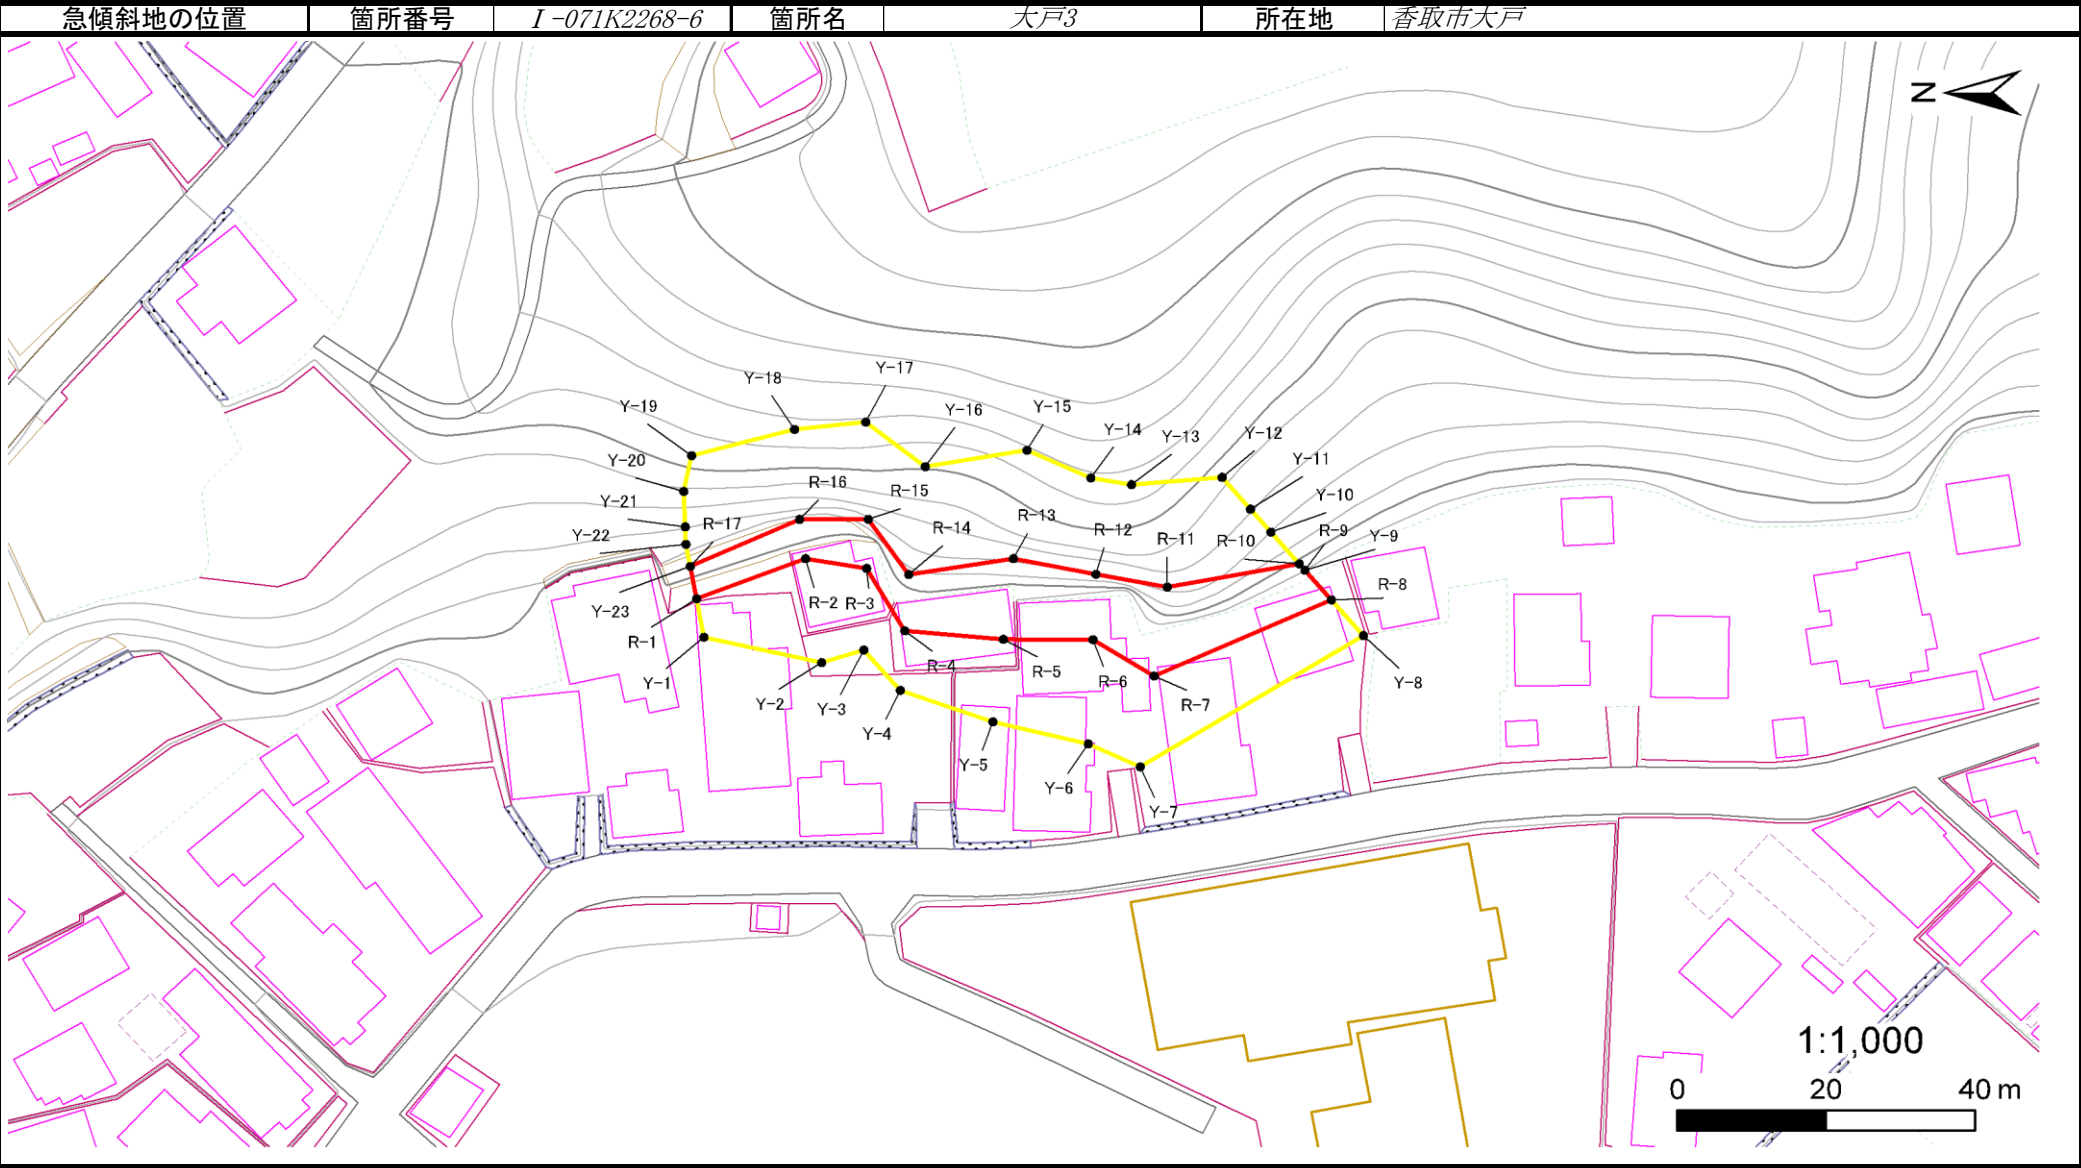 急傾斜地の位置 箇所番号 Ⅰ-071K2268-6 箇所名 大戸3 所在地 香取市大戸
N
Y-17
Y-18
Y-19 Y-16 Y-15
Y-14 Y-13 Y-12
Y-20 Y-11
R-16 R-15 Y-10
Y-21 R-17 R-14 R-13 R-12 R-11 R-10 R-9 Y-9
Y-22
R-8
Y-23 R-2 R-3
R-1
R-4 R-5
Y-1 R-6 Y-8
Y-2 Y-3 R-7
Y-4
Y-5
Y-6
Y-7
1:1,000
0 20 40 m